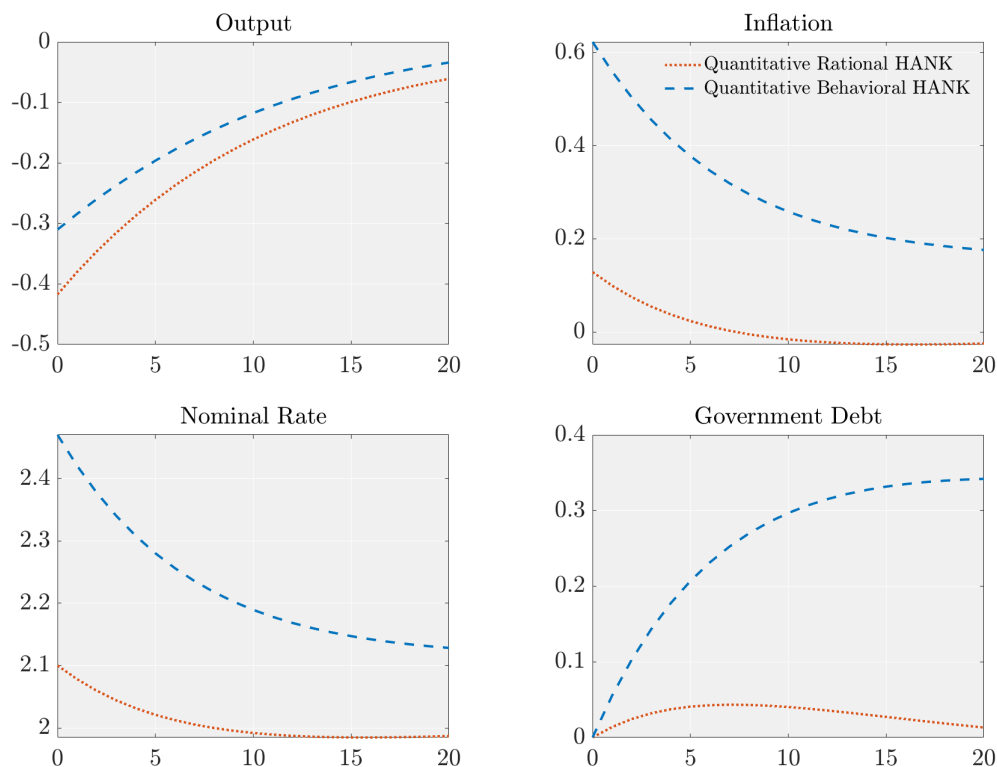 Output
0
-0.1
-0.2
-0.3
-0.4
-0.5
0 5 10 15 20
Inflation
Quantitative Rational HANK
Quantitative Behavioral HANK
0.6
0.4
0.2
0
0 5 10 15 20
Nominal Rate
2.4
2.3
2.2
2.1
2
0 5 10 15 20
Government Debt
0.4
0.3
0.2
0.1
0
0 5 10 15 20